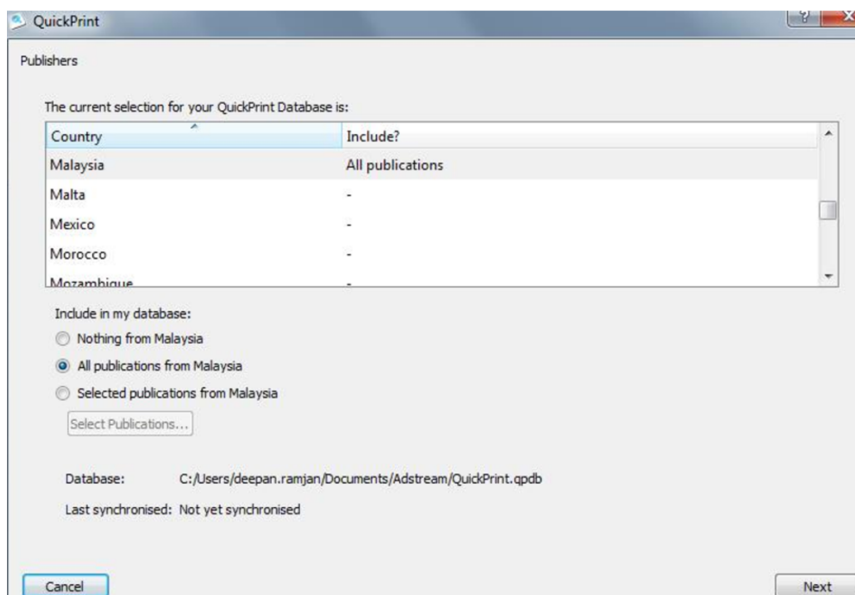 QuickPrint
Publishers
The current selection for your QuickPrint Database is:
Country Include?
Malaysia All publications
Malta -
Mexico -
Morocco -
Mozambique -
Include in my database:
Nothing from Malaysia
All publications from Malaysia
Selected publications from Malaysia
Select Publications...
Database: C:/Users/deepan.ramjan/Documents/Adstream/QuickPrint.qpdb
Last synchronised: Not yet synchronised
Cancel Next